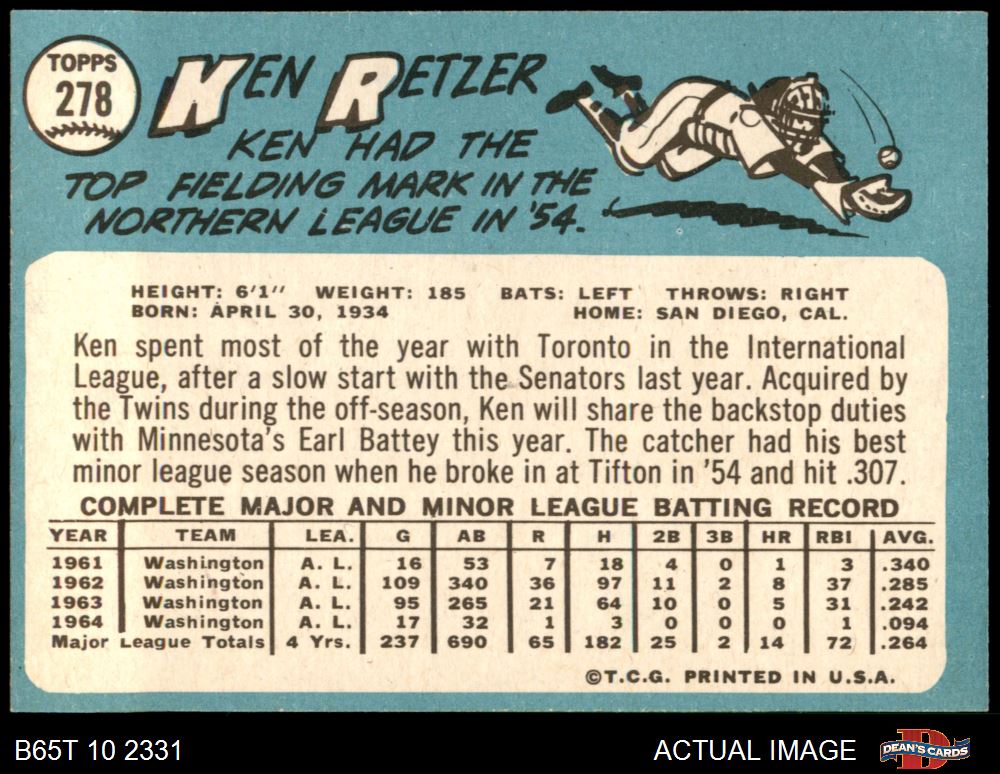 TOPPS
278
KEN RETZER
KEN HAD THE
TOP FIELDING MARK IN THE
NORTHERN LEAGUE IN '54.
HEIGHT: 6'1" WEIGHT: 185 BATS: LEFT THROWS: RIGHT
BORN: APRIL 30, 1934 HOME: SAN DIEGO, CAL.
Ken spent most of the year with Toronto in the International
League, after a slow start with the Senators last year. Acquired by
the Twins during the off-season, Ken will share the backstop duties
with Minnesota's Earl Battey this year. The catcher had his best
minor league season when he broke in at Tifton in '54 and hit .307.
COMPLETE MAJOR AND MINOR LEAGUE BATTING RECORD
YEAR TEAM LEA. G AB R H 2B 3B HR RBI AVG.
1961 Washington A. L. 16 53 7 18 4 0 1 3 .340
1962 Washington A. L. 109 340 36 97 11 2 8 37 .285
1963 Washington A. L. 95 265 21 64 10 0 5 31 .242
1964 Washington A. L. 17 32 1 3 0 0 0 1 .094
Major League Totals 4 Yrs. 237 690 65 182 25 2 14 72 .264
©T.C.G. PRINTED IN U.S.A.
B65T 10 2331 ACTUAL IMAGE DEAN'S CARDS